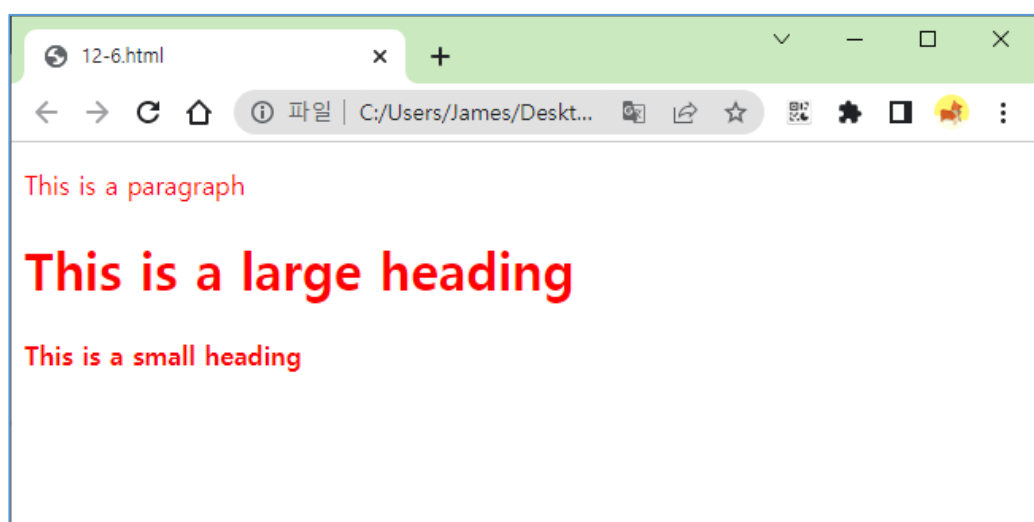 12-6.html
파일 C:/Users/James/Deskt...
This is a paragraph
This is a large heading
This is a small heading